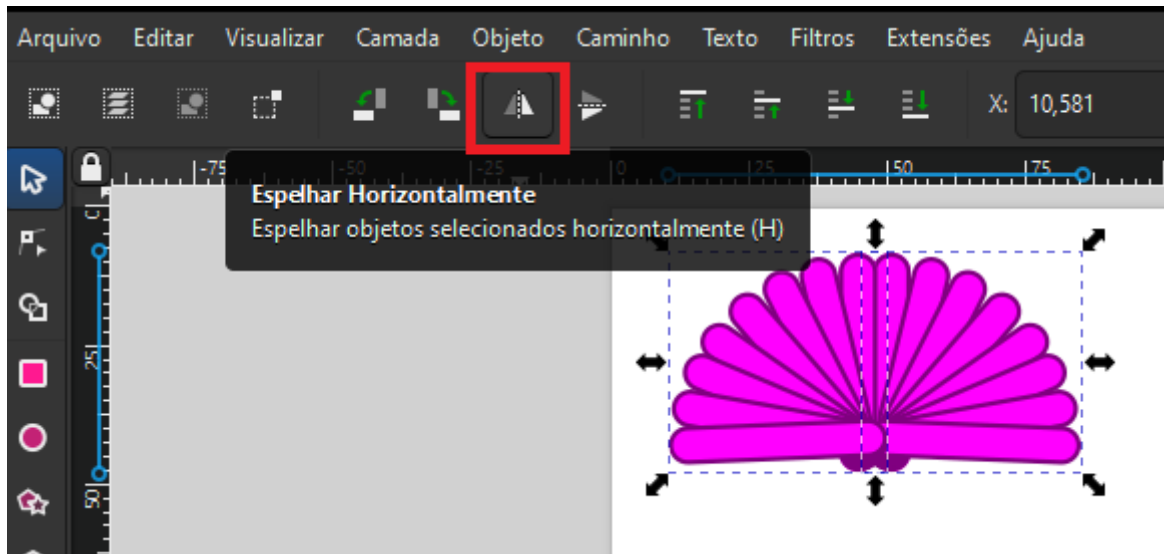 Arquivo Editar Visualizar Camada Objeto Caminho Texto Filtros Extensões Ajuda
X: 10,581
-75 -50 -25 0 25 50 75
Espelhar Horizontalmente
Espelhar objetos selecionados horizontalmente (H)
0
25
50